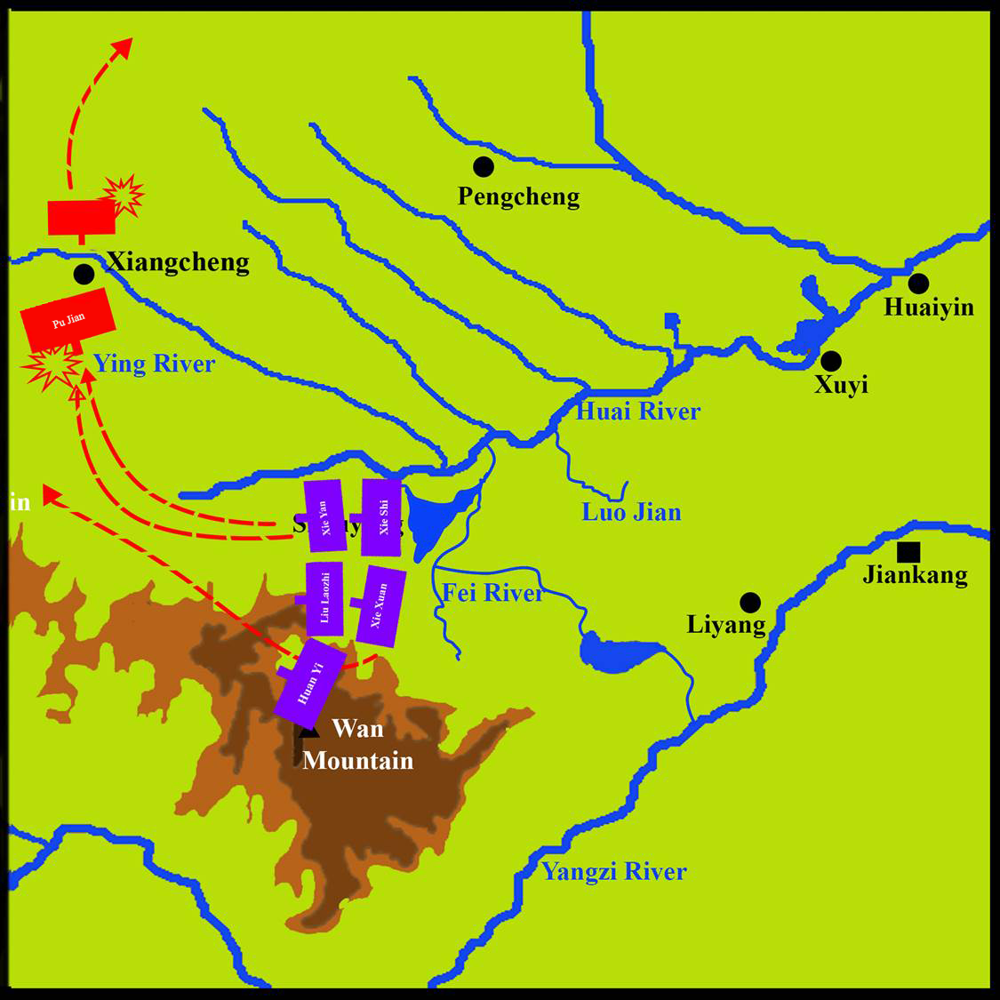 Pengcheng
Xiangcheng
Huaiyin
Pu Jian
Ying River
Xuyi
Huai River
in
Xie Yan
Xie Shi
Luo Jian
Jiankang
Liu Laozhi
Xie Xuan
Fei River
Liyang
Huan Yi
Wan
Mountain
Yangzi River